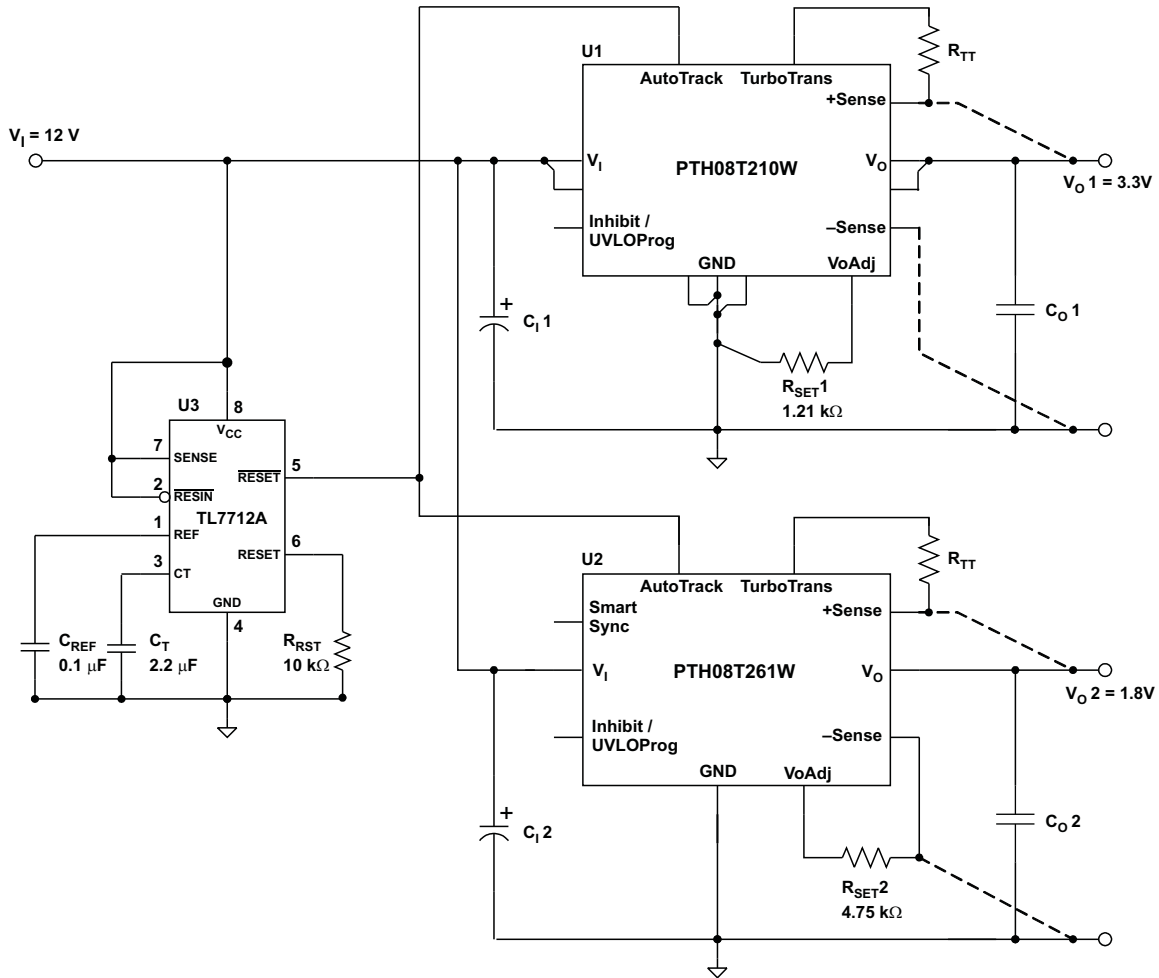 U1
AutoTrack TurboTrans
R_TT
+Sense
V_I = 12 V
V_I
PTH08T210W
V_O
V_O 1 = 3.3V
Inhibit /
UVLOProg
–Sense
GND
VoAdj
+
C_I 1
C_O 1
R_SET1
1.21 kΩ
U3
8
V_CC
7
SENSE
5
RESET
2
RESIN
TL7712A
1
REF
6
RESET
3
CT
GND
4
C_REF
0.1 μF
C_T
2.2 μF
R_RST
10 kΩ
U2
AutoTrack TurboTrans
R_TT
Smart
Sync
+Sense
V_I
PTH08T261W
V_O
V_O 2 = 1.8V
Inhibit /
UVLOProg
–Sense
GND
VoAdj
+
C_I 2
C_O 2
R_SET2
4.75 kΩ